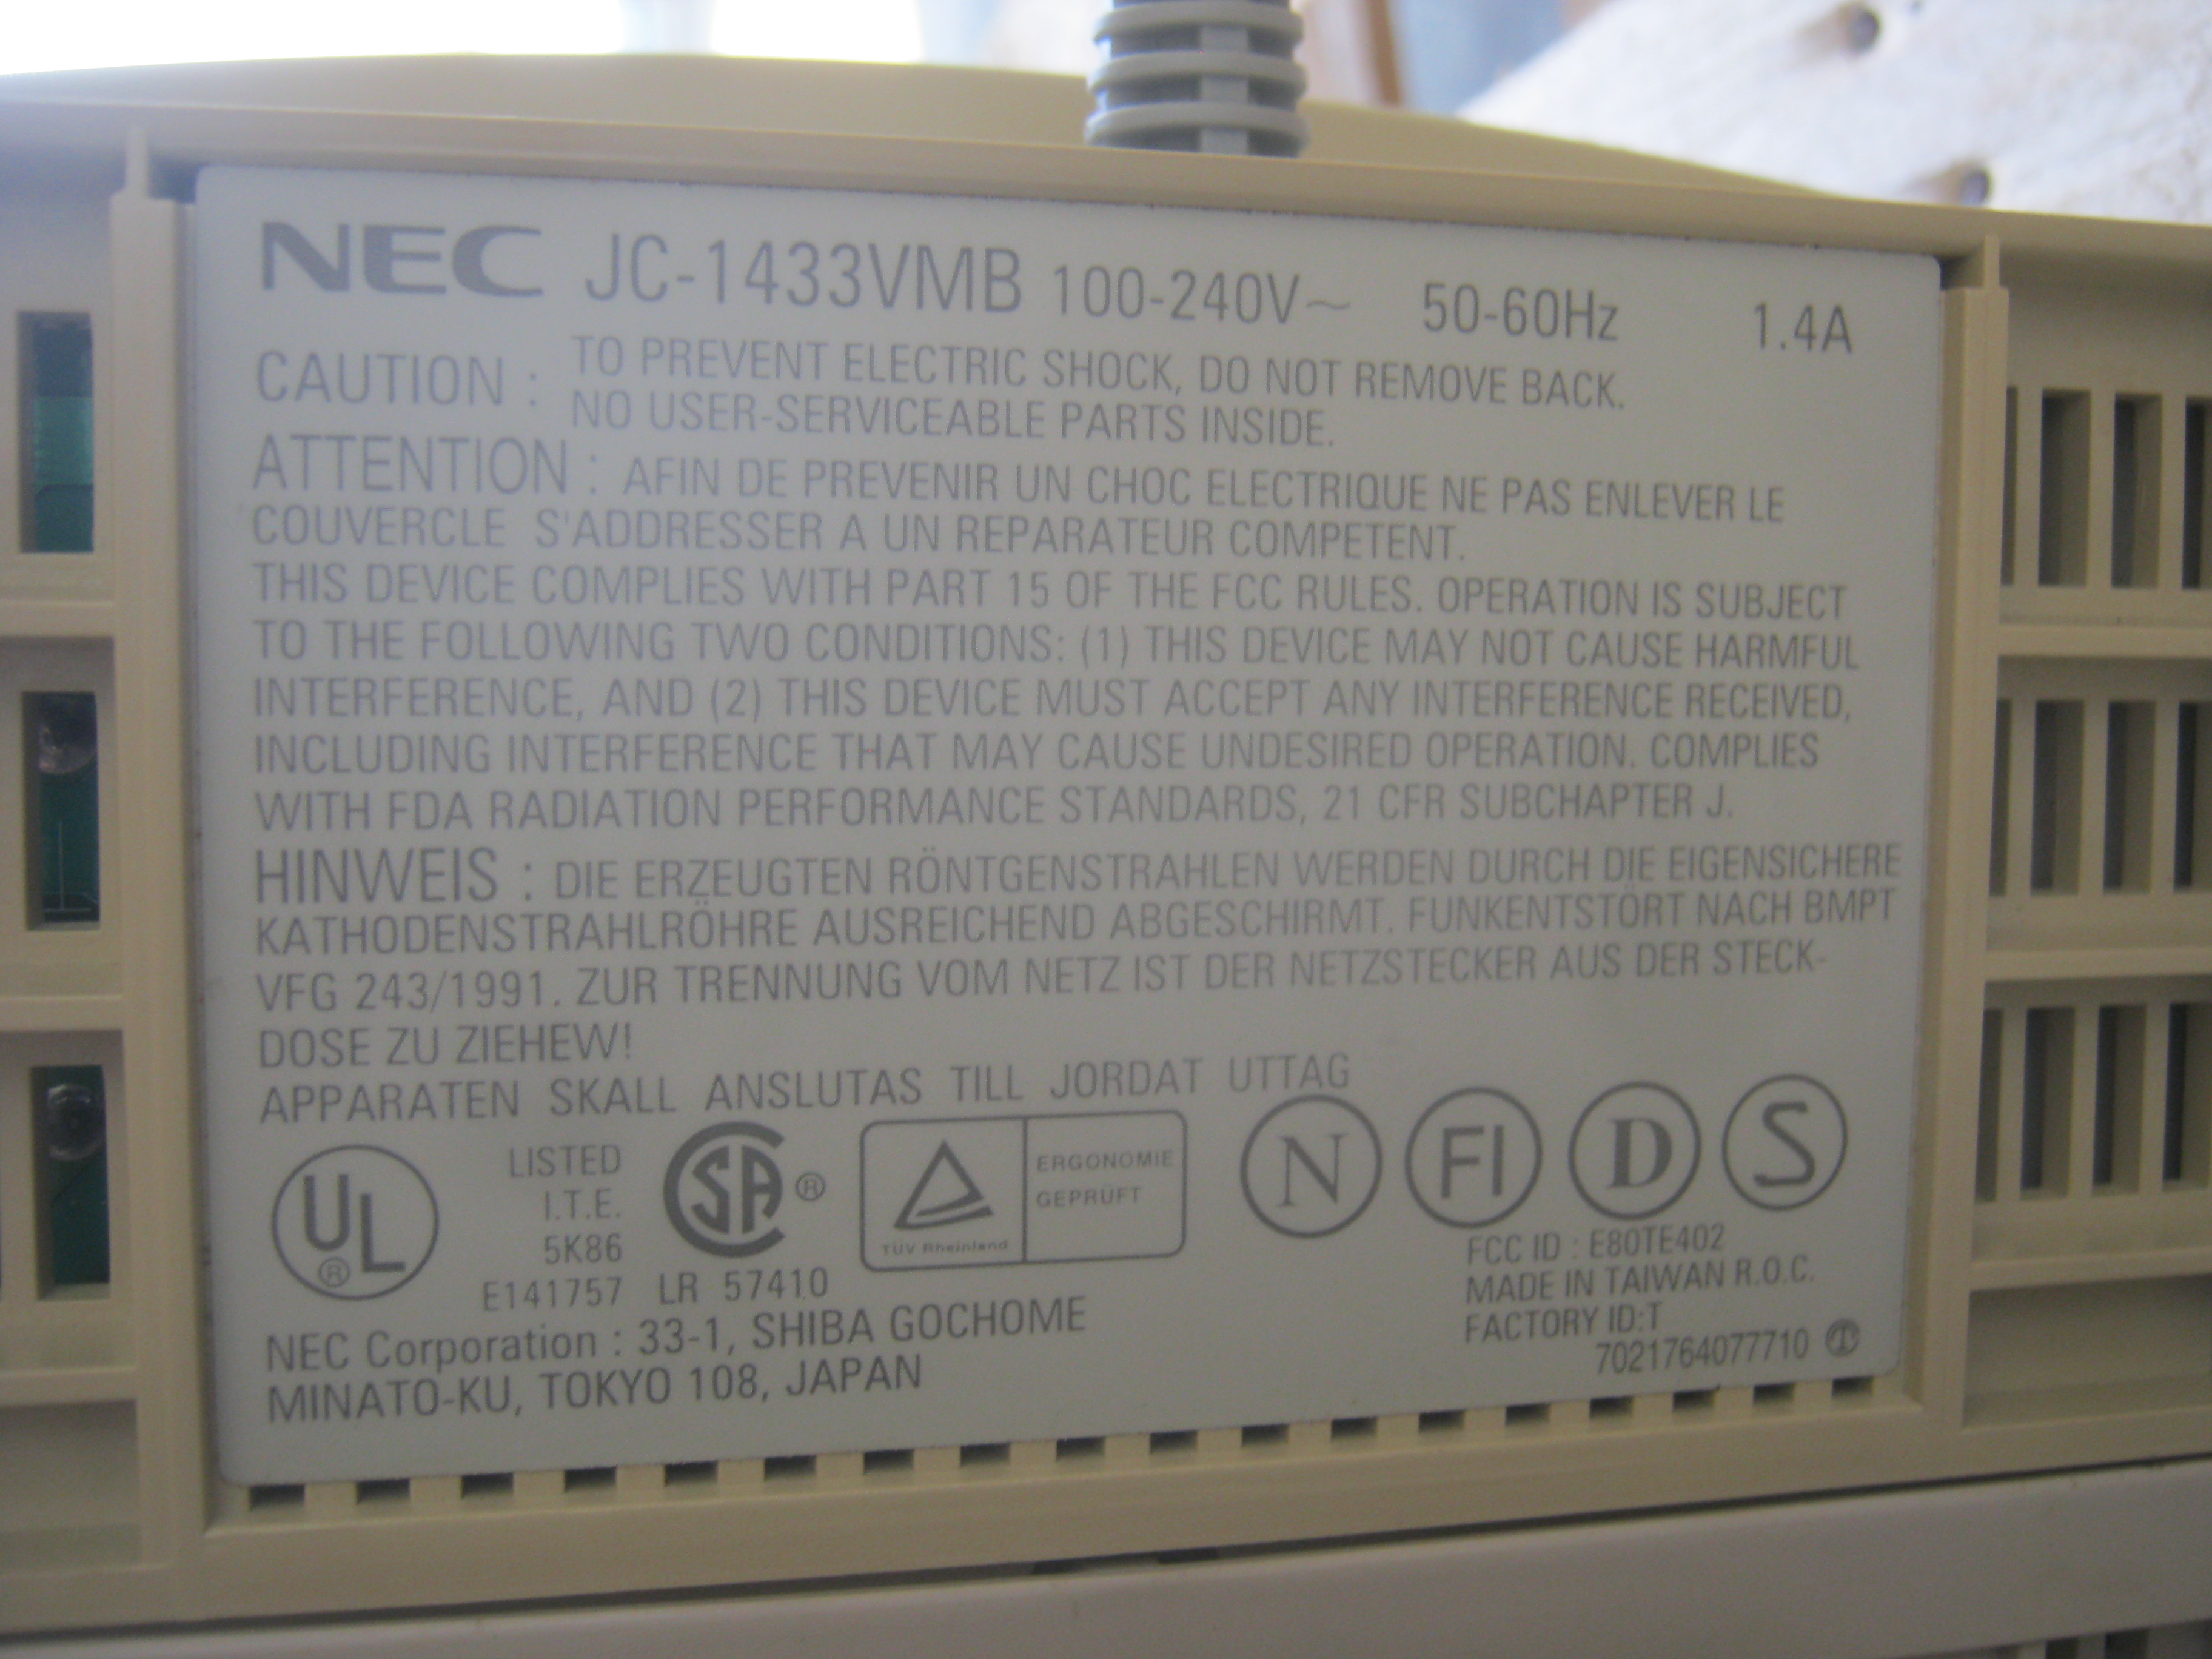 NEC JC-1433VMB 100-240V~ 50-60Hz 1.4A
CAUTION : TO PREVENT ELECTRIC SHOCK, DO NOT REMOVE BACK.
NO USER-SERVICEABLE PARTS INSIDE.
ATTENTION : AFIN DE PREVENIR UN CHOC ELECTRIQUE NE PAS ENLEVER LE
COUVERCLE S'ADDRESSER A UN REPARATEUR COMPETENT.
THIS DEVICE COMPLIES WITH PART 15 OF THE FCC RULES. OPERATION IS SUBJECT
TO THE FOLLOWING TWO CONDITIONS: (1) THIS DEVICE MAY NOT CAUSE HARMFUL
INTERFERENCE, AND (2) THIS DEVICE MUST ACCEPT ANY INTERFERENCE RECEIVED,
INCLUDING INTERFERENCE THAT MAY CAUSE UNDESIRED OPERATION. COMPLIES
WITH FDA RADIATION PERFORMANCE STANDARDS, 21 CFR SUBCHAPTER J.
HINWEIS : DIE ERZEUGTEN RÖNTGENSTRAHLEN WERDEN DURCH DIE EIGENSICHERE
KATHODENSTRAHLRÖHRE AUSREICHEND ABGESCHIRMT. FUNKENTSTÖRT NACH BMPT
VFG 243/1991. ZUR TRENNUNG VOM NETZ IST DER NETZSTECKER AUS DER STECK-
DOSE ZU ZIEHEW!
APPARATEN SKALL ANSLUTAS TILL JORDAT UTTAG
UL ®
LISTED
I.T.E.
5K86
E141757
SA ®
LR 57410
TÜV Rheinland
ERGONOMIE
GEPRÜFT
N FI D S
FCC ID : E80TE402
MADE IN TAIWAN R.O.C.
FACTORY ID:T
7021764077710 ①
NEC Corporation : 33-1, SHIBA GOCHOME
MINATO-KU, TOKYO 108, JAPAN